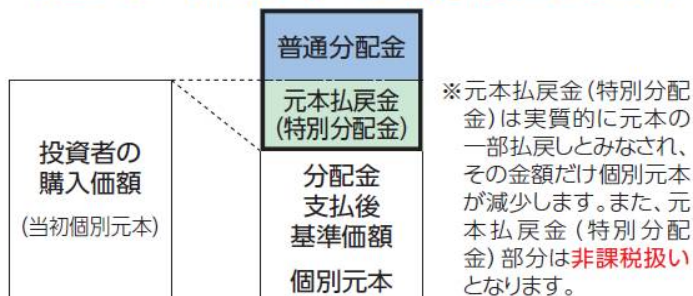 普通分配金
元本払戻金
(特別分配金)
投資者の
購入価額
(当初個別元本)
分配金
支払後
基準価額
個別元本
※元本払戻金(特別分配
金)は実質的に元本の
一部払戻しとみなされ、
その金額だけ個別元本
が減少します。また、元
本払戻金(特別分配
金)部分は非課税扱い
となります。